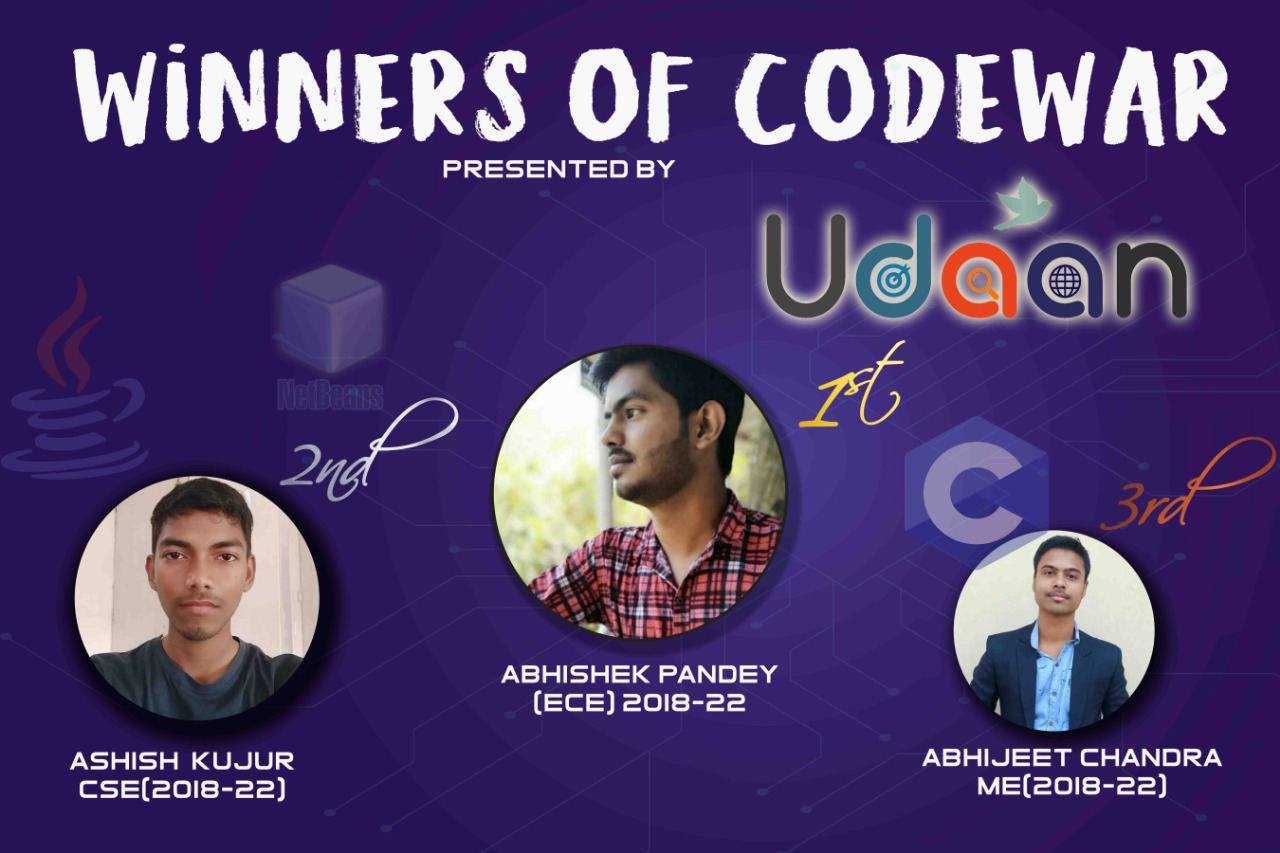 WINNERS OF CODEWAR
PRESENTED BY
Udaan
1st
NetBeans
2nd
C
3rd
ABHISHEK PANDEY
(ECE) 2018-22
ASHISH KUJUR
CSE(2018-22)
ABHIJEET CHANDRA
ME(2018-22)